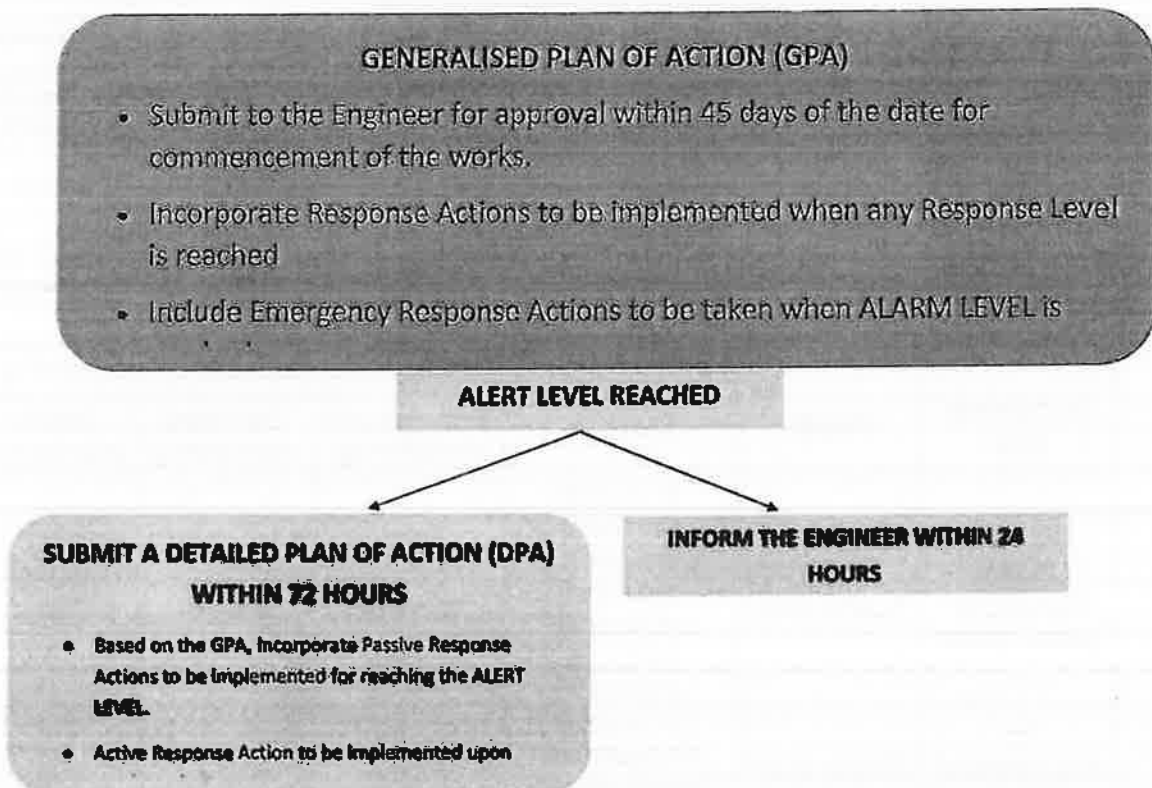 GENERALISED PLAN OF ACTION (GPA)
• Submit to the Engineer for approval within 45 days of the date for
commencement of the works.
• Incorporate Response Actions to be implemented when any Response Level
is reached
• Include Emergency Response Actions to be taken when ALARM LEVEL is
ALERT LEVEL REACHED
SUBMIT A DETAILED PLAN OF ACTION (DPA)
WITHIN 72 HOURS
• Based on the GPA, Incorporate Passive Response
Actions to be implemented for reaching the ALERT
LEVEL.
• Active Response Action to be implemented upon
INFORM THE ENGINEER WITHIN 24
HOURS